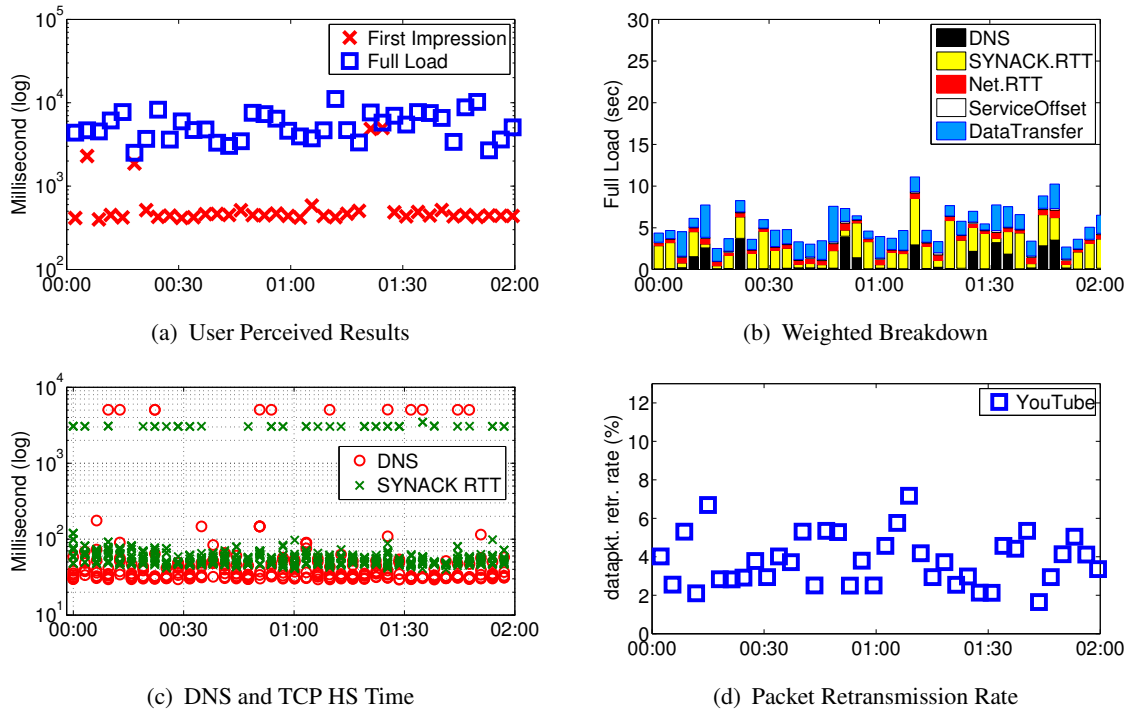 10^5
10^4
10^3
10^2
Millisecond (log)
First Impression
Full Load
00:00 00:30 01:00 01:30 02:00
(a) User Perceived Results
30
25
20
15
10
5
0
Full Load (sec)
DNS
SYNACK.RTT
Net.RTT
ServiceOffset
DataTransfer
00:00 00:30 01:00 01:30 02:00
(b) Weighted Breakdown
10^4
10^3
10^2
10^1
Millisecond (log)
DNS
SYNACK RTT
00:00 00:30 01:00 01:30 02:00
(c) DNS and TCP HS Time
12
10
8
6
4
2
0
datapkt. retr. rate (%)
YouTube
00:00 00:30 01:00 01:30 02:00
(d) Packet Retransmission Rate